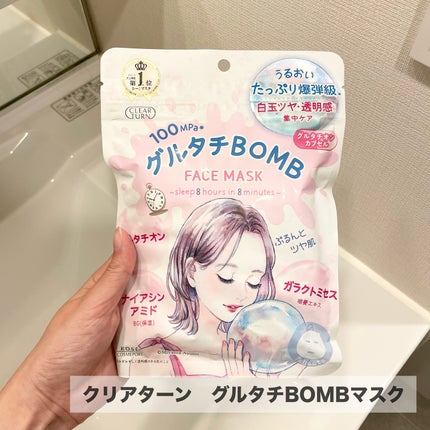 第1位
CLEAR TURN
うるおい
たっぷり爆弾級
白玉ツヤ・透明感
集中ケア
グルタチオン
カプセル
100MPa*
グルタチBOMB
FACE MASK
~sleep 8 hours in 8 minutes~
タチオン
ぷるんと
ツヤ肌
ナイアシン
アミド
ガラクトミセス
KOSÉ
COSMEPORT
クリアターン グルタチBOMBマスク